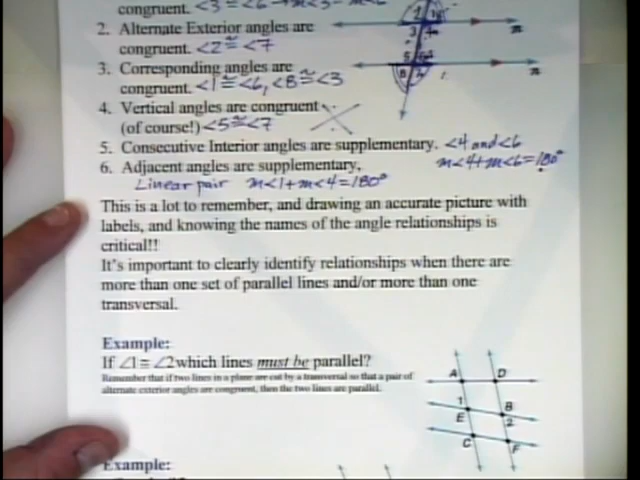 congruent. <3 ≅ <6
2. Alternate Exterior angles are
congruent. <2 ≅ <7
3. Corresponding angles are
congruent. <1 ≅ <6, <8 ≅ <3
4. Vertical angles are congruent
(of course!) <5 ≅ <7
5. Consecutive Interior angles are supplementary. <4 and <6
m<4 + m<6 = 180°
6. Adjacent angles are supplementary.
Linear pair m<1 + m<4 = 180°
This is a lot to remember, and drawing an accurate picture with
labels, and knowing the names of the angle relationships is
critical!!
It's important to clearly identify relationships when there are
more than one set of parallel lines and/or more than one
transversal.
Example:
If ∠1 ≅ ∠2 which lines must be parallel?
Remember that if two lines in a plane are cut by a transversal so that a pair of
alternate exterior angles are congruent, then the two lines are parallel.
A D
1 B
E 2
C F
Example: